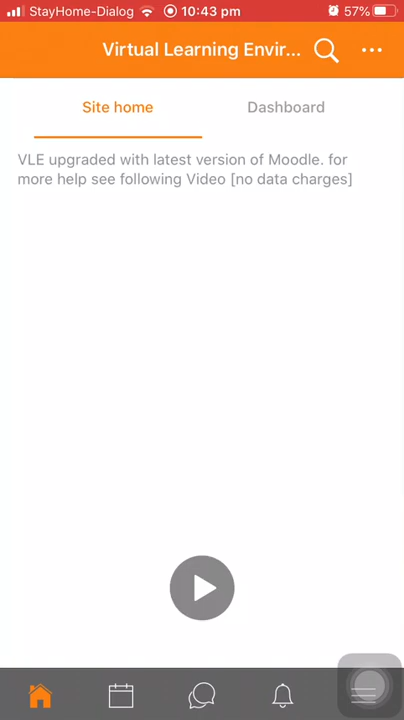 StayHome-Dialog 10:43 pm 57%
Virtual Learning Envir...
Site home Dashboard
VLE upgraded with latest version of Moodle. for
more help see following Video [no data charges]